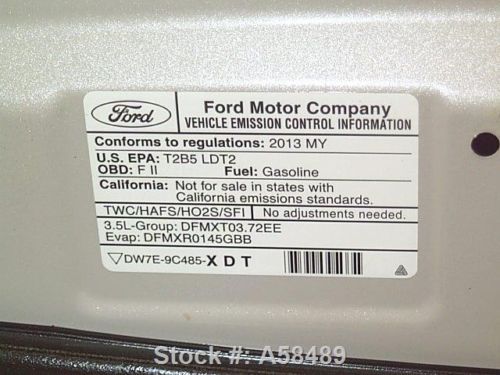 Ford
Ford Motor Company
VEHICLE EMISSION CONTROL INFORMATION
Conforms to regulations: 2013 MY
U.S. EPA: T2B5 LDT2
OBD: F II Fuel: Gasoline
California: Not for sale in states with
California emissions standards.
TWC/HAFS/HO2S/SFI No adjustments needed.
3.5L-Group: DFMXT03.72EE
Evap: DFMXR0145GBB
▽DW7E-9C485-X D T
Stock #: A58489